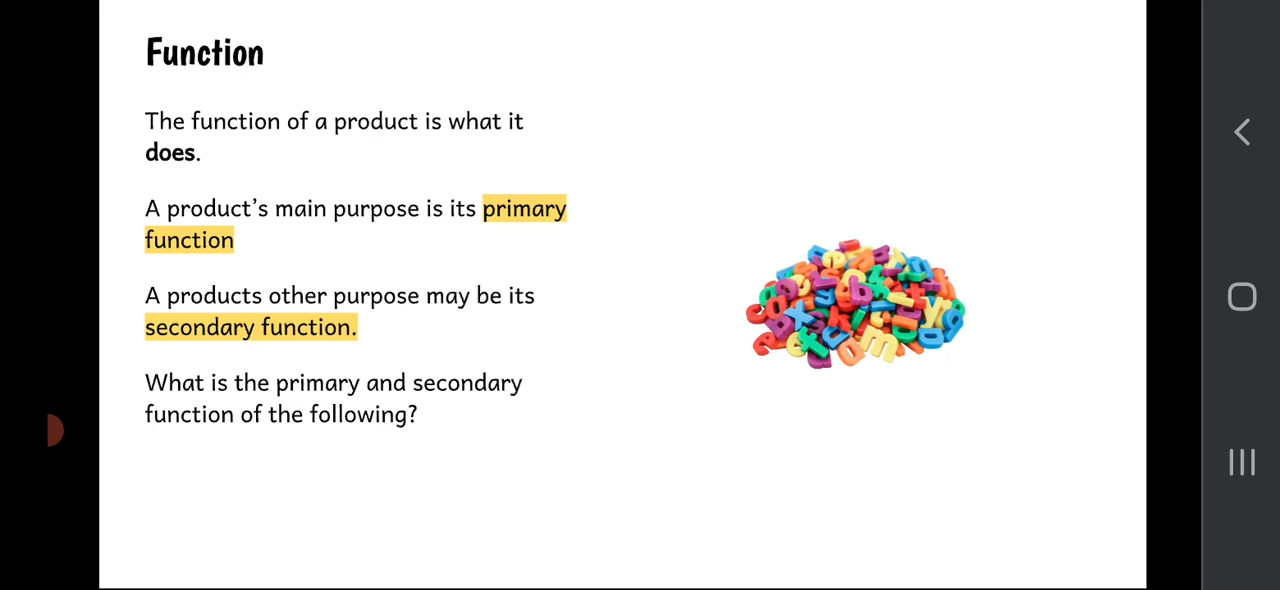 Function
The function of a product is what it
does.
A product's main purpose is its primary
function
A products other purpose may be its
secondary function.
What is the primary and secondary
function of the following?